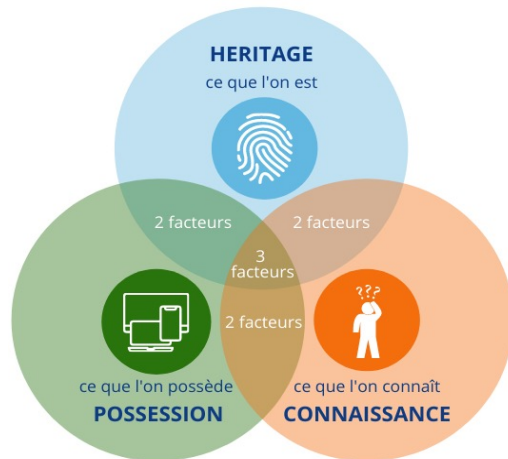 HERITAGE
ce que l'on est
2 facteurs
2 facteurs
3
facteurs
2 facteurs
???
ce que l'on possède
POSSESSION
ce que l'on connaît
CONNAISSANCE